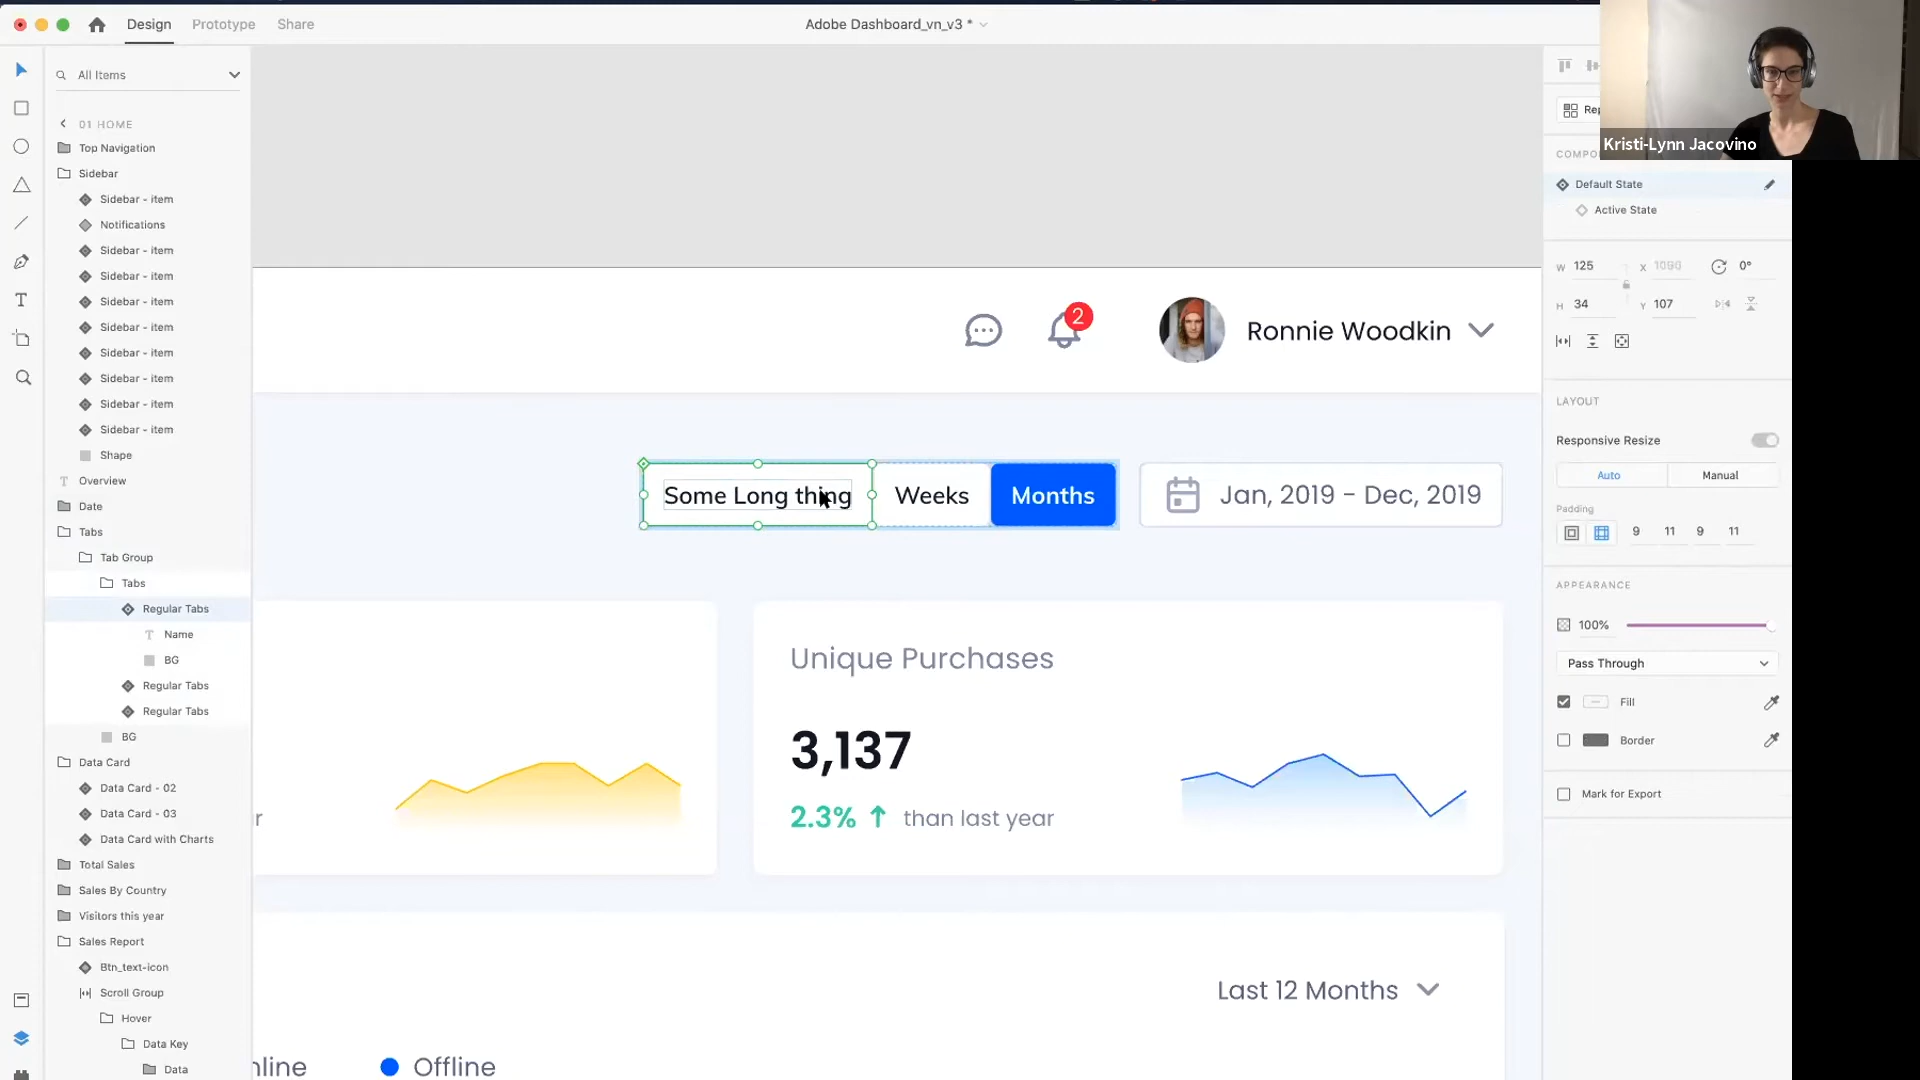 Design
Prototype
Share
Adobe Dashboard_vn_v3 *
All Items
01 HOME
Top Navigation
Sidebar
Sidebar - item
Notifications
Sidebar - item
Sidebar - item
Sidebar - item
Sidebar - item
Sidebar - item
Sidebar - item
Sidebar - item
Sidebar - item
Shape
Overview
Date
Tabs
Tab Group
Tabs
Regular Tabs
Name
BG
Regular Tabs
Regular Tabs
BG
Data Card
Data Card - 02
Data Card - 03
Data Card with Charts
Total Sales
Sales By Country
Visitors this year
Sales Report
Btn_text-icon
Scroll Group
Hover
Data Key
Data
2
Ronnie Woodkin
Some Long thing
Weeks
Months
Jan, 2019 - Dec, 2019
Unique Purchases
3,137
2.3%
than last year
Last 12 Months
Offline
Kristi-Lynn Jacovino
Default State
Active State
W 125
X 1090
0°
H 34
Y 107
LAYOUT
Responsive Resize
Auto
Manual
Padding
9 11 9 11
APPEARANCE
100%
Pass Through
Fill
Border
Mark for Export